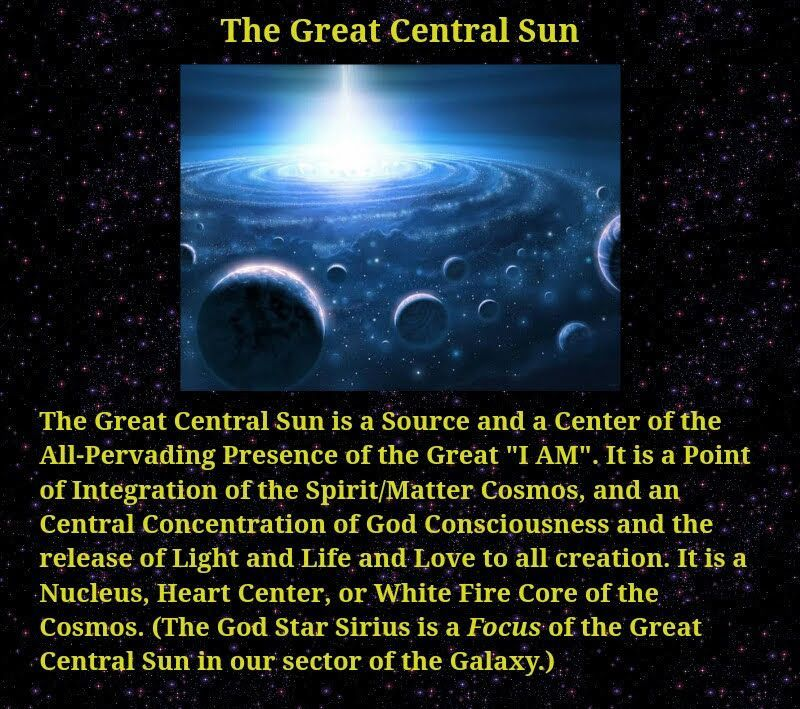 The Great Central Sun
The Great Central Sun is a Source and a Center of the
All-Pervading Presence of the Great "I AM". It is a Point
of Integration of the Spirit/Matter Cosmos, and an
Central Concentration of God Consciousness and the
release of Light and Life and Love to all creation. It is a
Nucleus, Heart Center, or White Fire Core of the
Cosmos. (The God Star Sirius is a Focus of the Great
Central Sun in our sector of the Galaxy.)